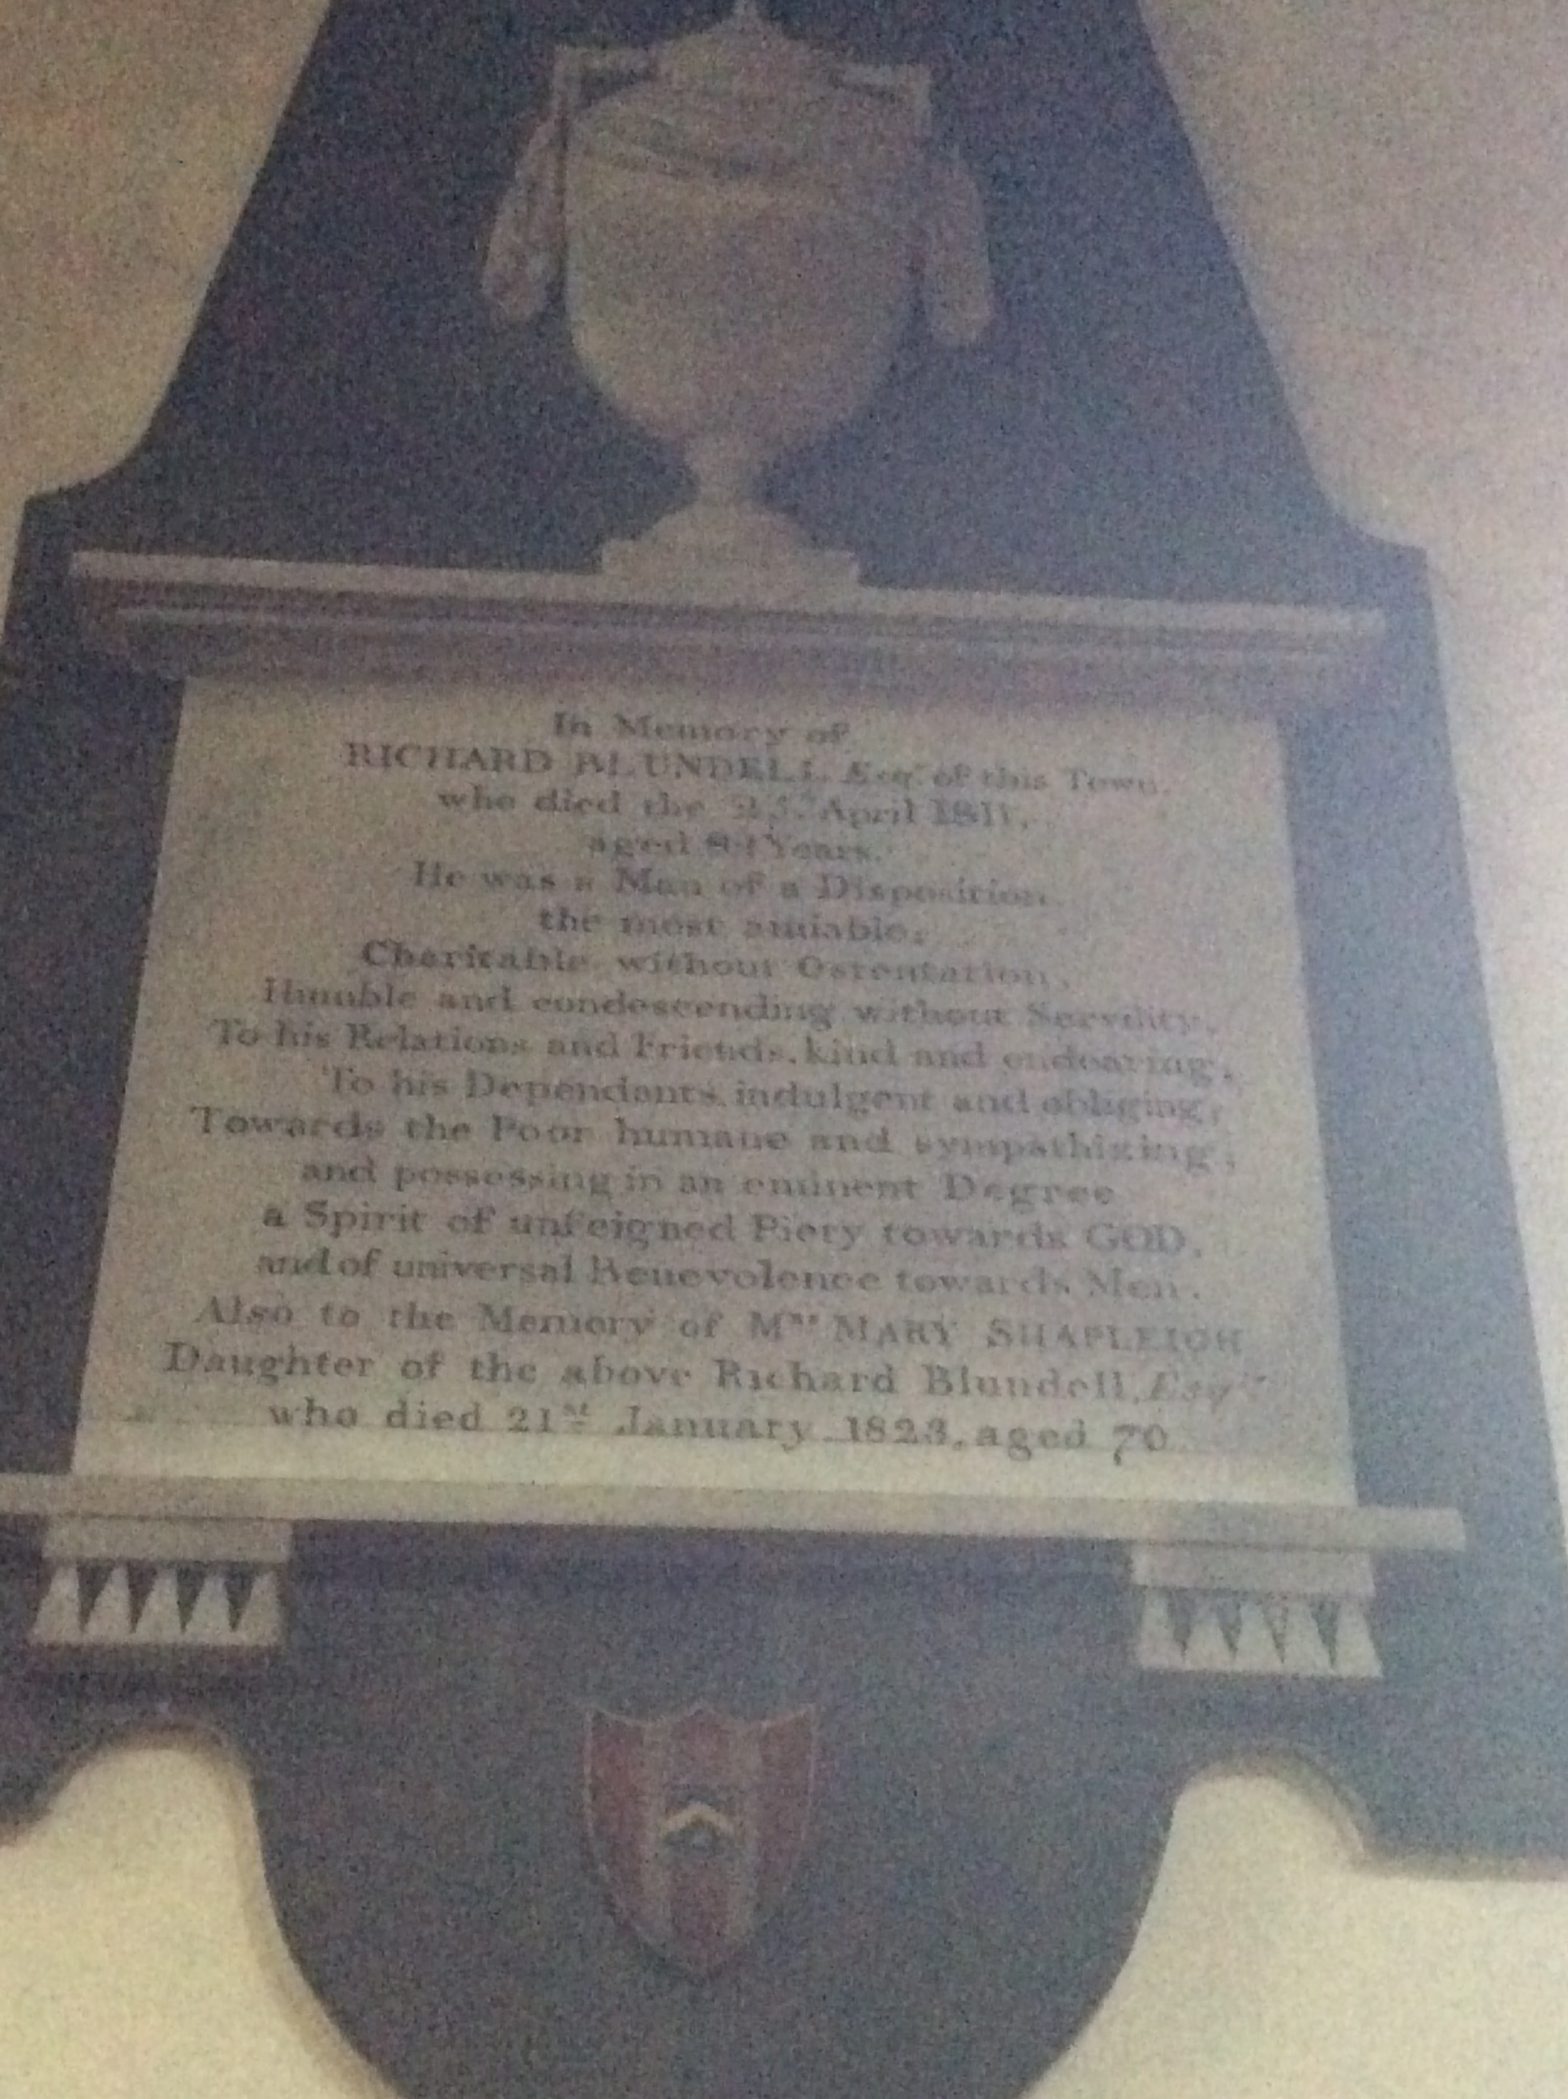 In Memory of
RICHARD BLUNDELL Esqr. of this Town.
who died the April 1811,
aged Years.
He was a Man of a Disposition
the most amiable,
Charitable without Ostentation,
Humble and condescending without Servility,
To his Relations and Friends, kind and endearing,
To his Dependants, indulgent and obliging,
Towards the Poor humane and sympathizing,
and possessing in an eminent Degree
a Spirit of unfeigned Piety towards GOD,
and of universal Benevolence towards Men.
Also to the Memory of Mrs MARY SHAPLEIGH
Daughter of the above Richard Blundell, Esqr.
who died 21st January 1823, aged 70